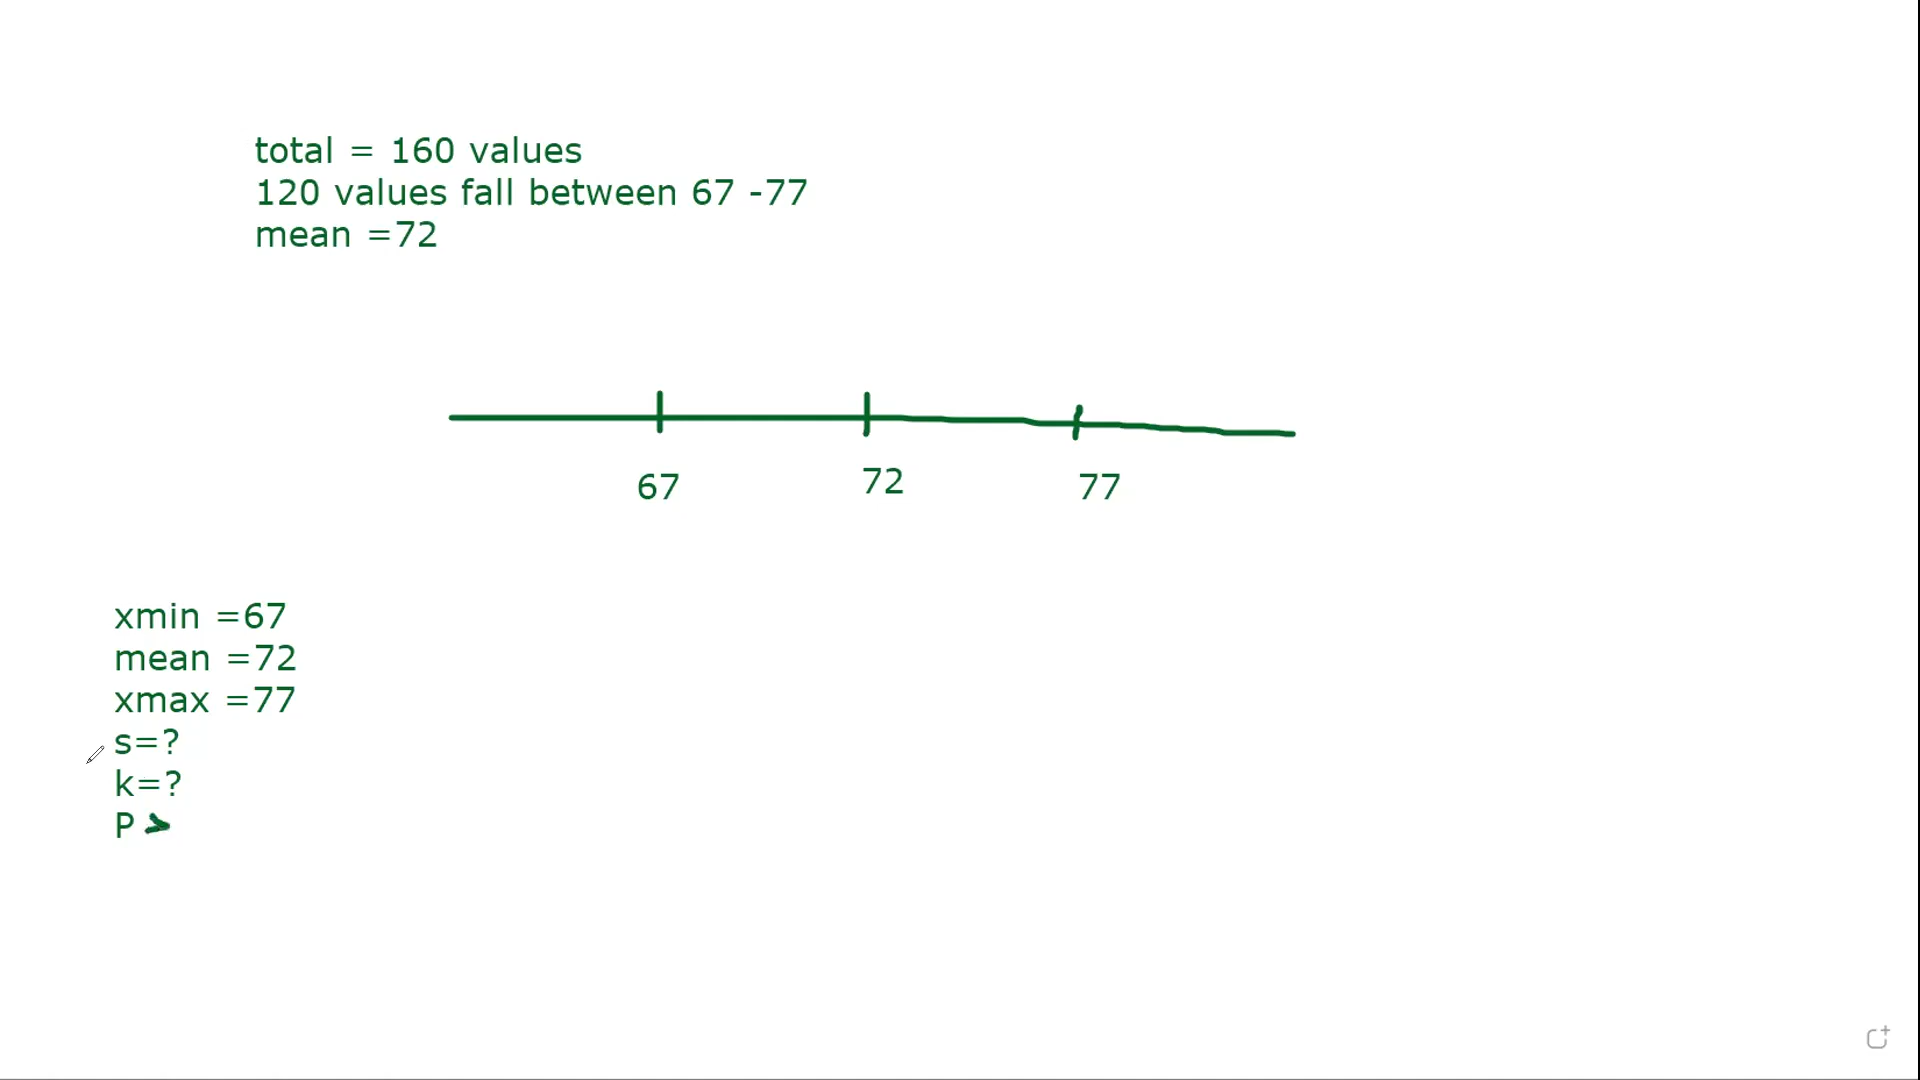 total = 160 values
120 values fall between 67 -77
mean =72
67 72 77
xmin =67
mean =72
xmax =77
s=?
k=?
P >